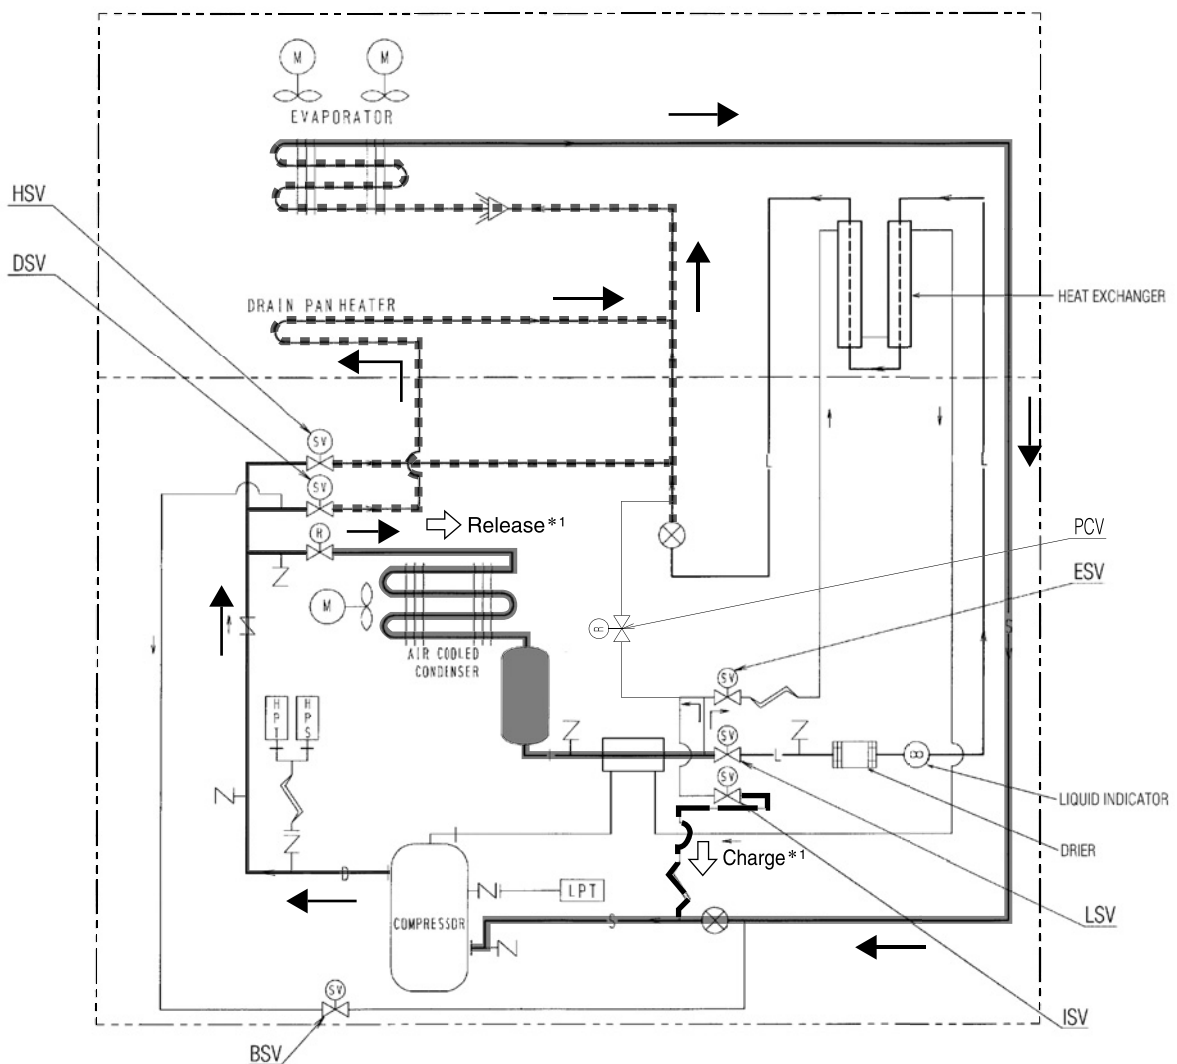 M
M
EVAPORATOR
HSV
DSV
HEAT EXCHANGER
DRAIN PAN HEATER
SV
L
L
SV
Release*1
R
PCV
ESV
M
R
S
AIR COOLED
CONDENSER
SV
HPT
HPS
SV
L
SV
LIQUID INDICATOR
DRIER
Charge*1
D
LPT
COMPRESSOR
S
LSV
SV
ISV
BSV